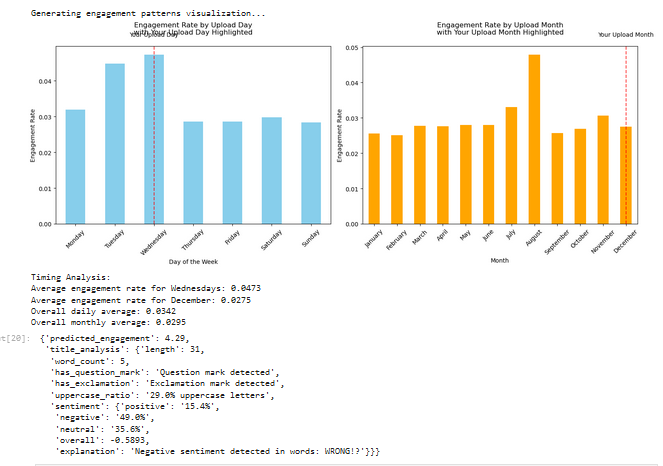 Generating engagement patterns visualization...
Engagement Rate by Upload Day
with Your Upload Day Highlighted
Your Upload Day
Engagement Rate
0.04
0.03
0.02
0.01
0.00
Monday
Tuesday
Wednesday
Thursday
Friday
Saturday
Sunday
Day of the Week
Engagement Rate by Upload Month
with Your Upload Month Highlighted
Your Upload Month
Engagement Rate
0.05
0.04
0.03
0.02
0.01
0.00
January
February
March
April
May
June
July
August
September
October
November
December
Month
Timing Analysis:
Average engagement rate for Wednesdays: 0.0473
Average engagement rate for December: 0.0275
Overall daily average: 0.0342
Overall monthly average: 0.0295
t[20]: {'predicted_engagement': 4.29,
'title_analysis': {'length': 31,
'word_count': 5,
'has_question_mark': 'Question mark detected',
'has_exclamation': 'Exclamation mark detected',
'uppercase_ratio': '29.0% uppercase letters',
'sentiment': {'positive': '15.4%',
'negative': '49.0%',
'neutral': '35.6%',
'overall': -0.5893,
'explanation': 'Negative sentiment detected in words: WRONG!?'}}}